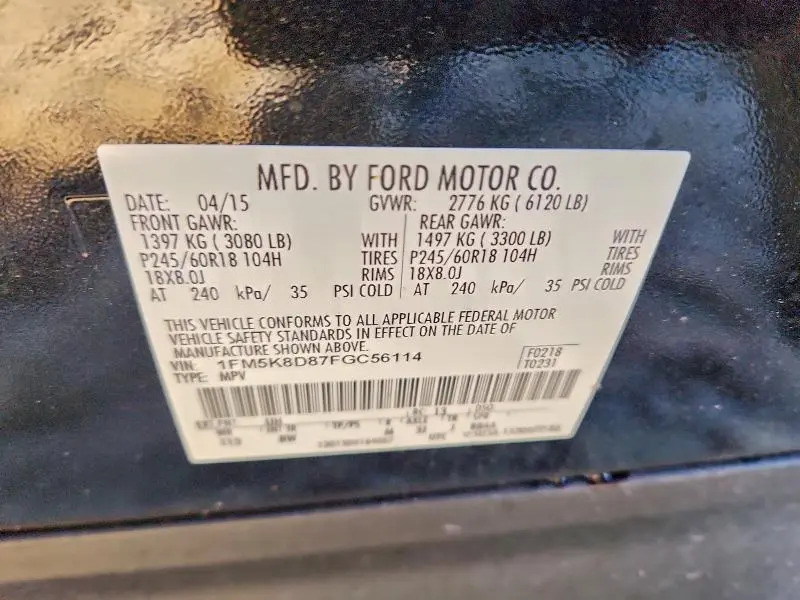 MFD. BY FORD MOTOR CO.
DATE: 04/15 GVWR: 2776 KG ( 6120 LB)
FRONT GAWR: REAR GAWR:
1397 KG ( 3080 LB) WITH 1497 KG ( 3300 LB) WITH
P245/60R18 104H TIRES P245/60R18 104H TIRES
18X8.0J RIMS 18X8.0J RIMS
AT 240 kPa/ 35 PSI COLD AT 240 kPa/ 35 PSI COLD
THIS VEHICLE CONFORMS TO ALL APPLICABLE FEDERAL MOTOR
VEHICLE SAFETY STANDARDS IN EFFECT ON THE DATE OF
MANUFACTURE SHOWN ABOVE.
VIN: 1FM5K8D87FGC56114 F0218
TYPE: MPV T0231
RC: 13 DSO: